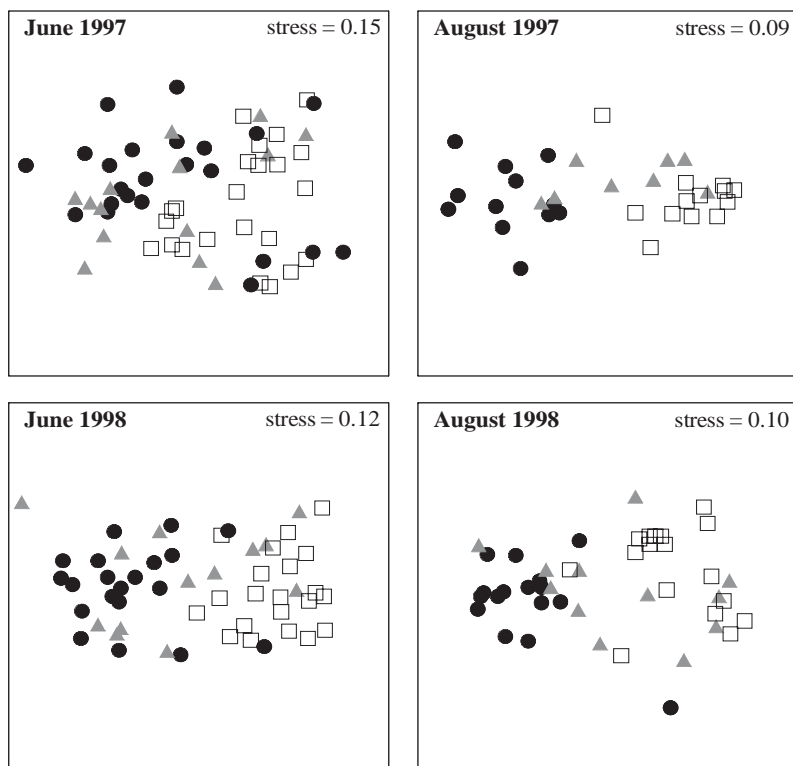 June 1997 stress = 0.15
August 1997 stress = 0.09
June 1998 stress = 0.12
August 1998 stress = 0.10